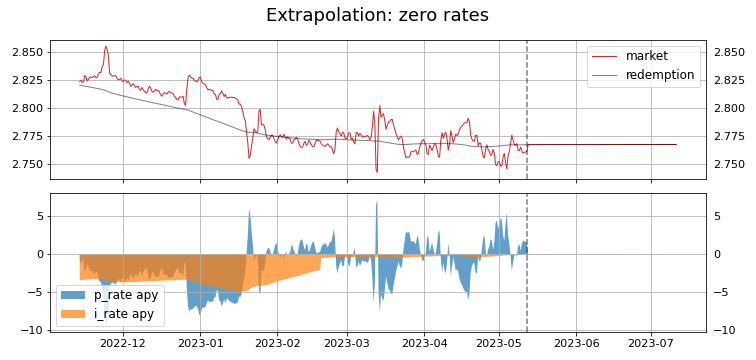 Extrapolation: zero rates
2.850 2.850
2.825 2.825
2.800 2.800
2.775 2.775
2.750 2.750
market
redemption
5 5
0 0
−5 −5
−10 −10
p_rate apy
i_rate apy
2022-12 2023-01 2023-02 2023-03 2023-04 2023-05 2023-06 2023-07